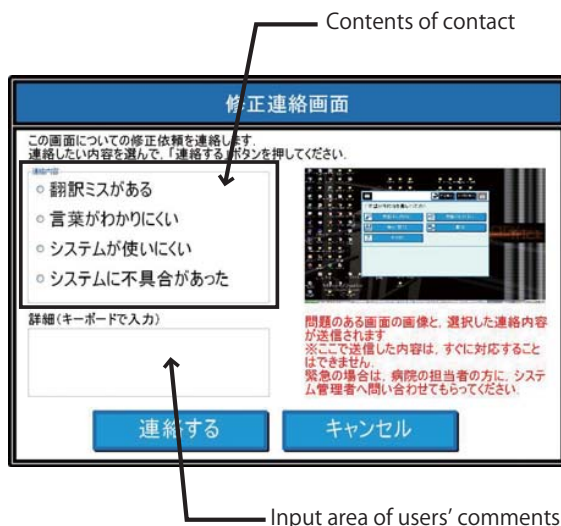 Contents of contact
修正連絡画面
この画面についての修正依頼を連絡します.
連絡したい内容を選んで,「連絡する」ボタンを押してください.
連絡内容
翻訳ミスがある
言葉がわかりにくい
システムが使いにくい
システムに不具合があった
詳細(キーボードで入力)
問題のある画面の画像と, 選択した連絡内容
が送信されます
※ここで送信した内容は, すぐに対応すること
はできません.
緊急の場合は, 病院の担当者の方に, システ
ム管理者へ問い合わせてもらってください.
連絡する
キャンセル
Input area of users' comments